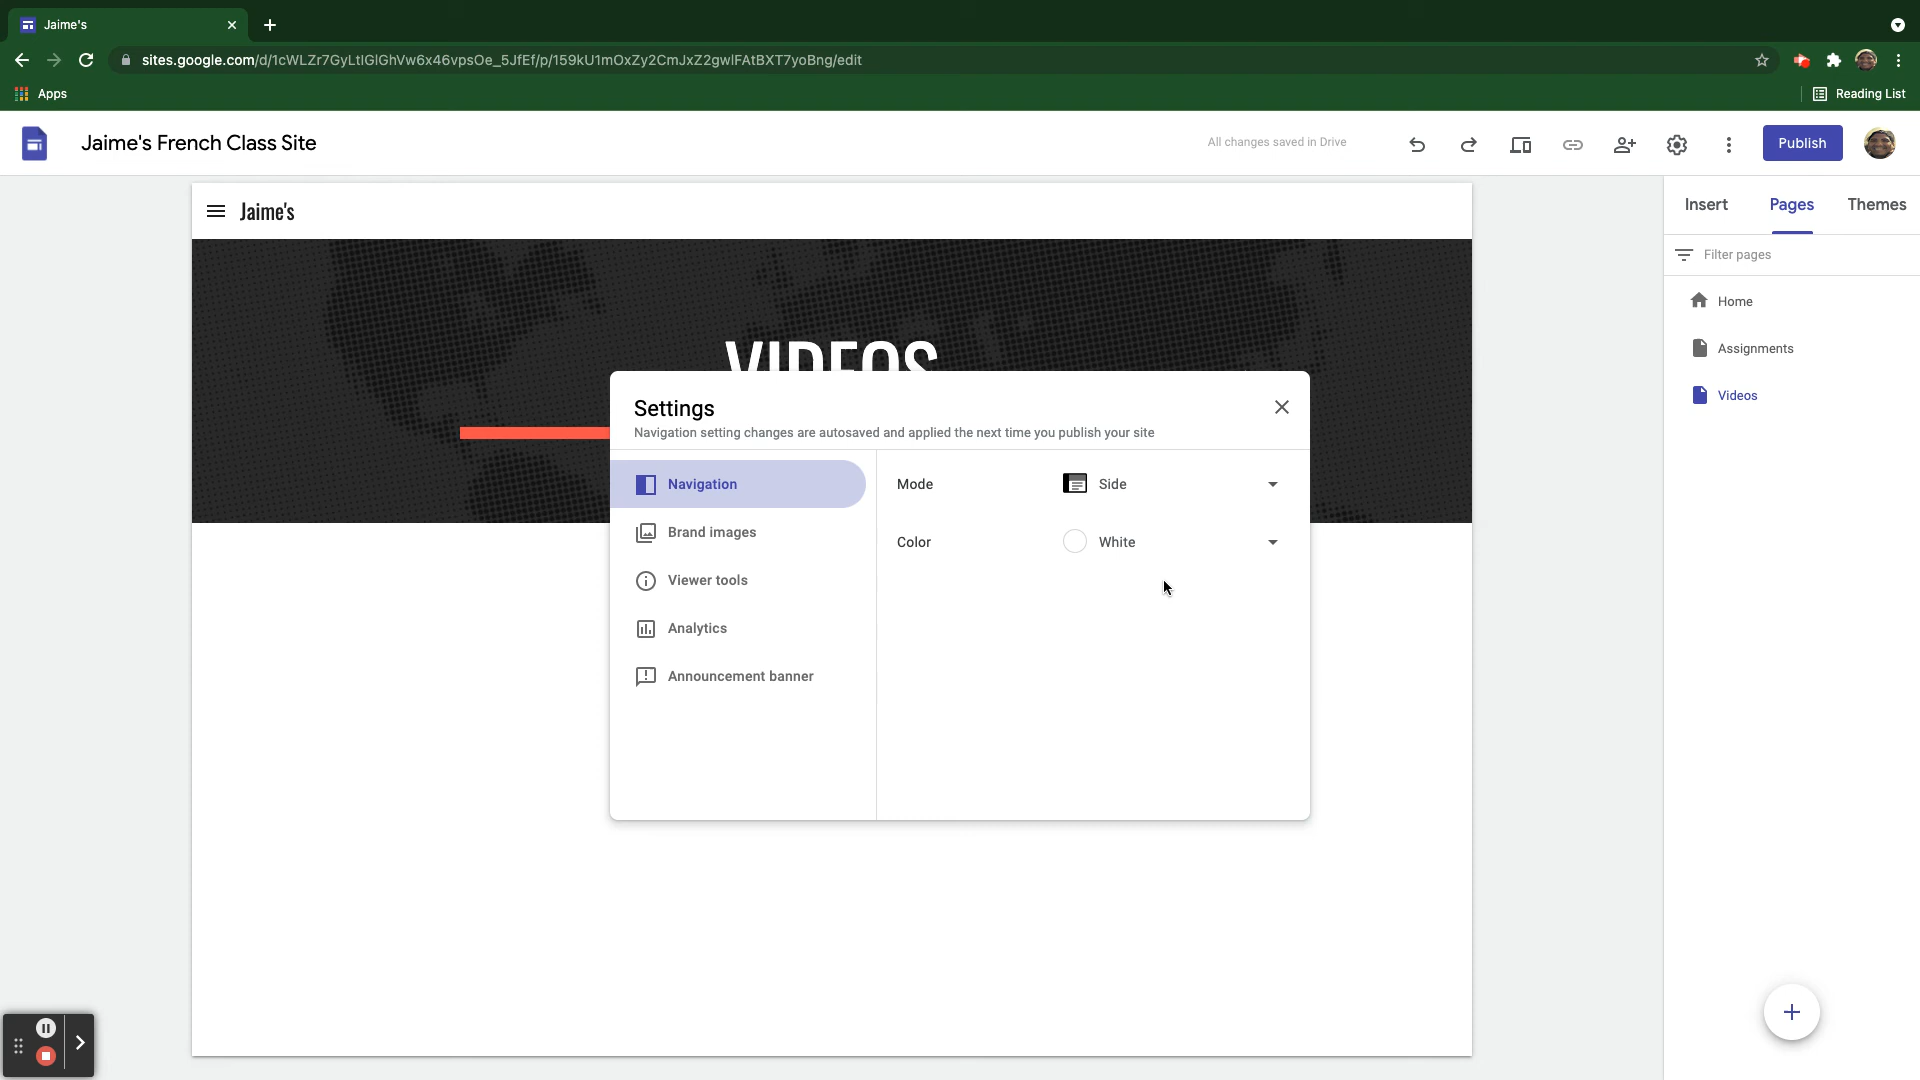 Jaime's
sites.google.com/d/1cWLZr7GyLtIGlGhVw6x46vpsOe_5JfEf/p/159kU1mOxZy2CmJxZ2gwlFAtBXT7yoBng/edit
Apps
Reading List
Jaime's French Class Site
All changes saved in Drive
Publish
Jaime's
Insert
Pages
Themes
Filter pages
Home
Assignments
Videos
VIDEOS
Settings
Navigation setting changes are autosaved and applied the next time you publish your site
Navigation
Mode
Side
Brand images
Color
White
Viewer tools
Analytics
Announcement banner